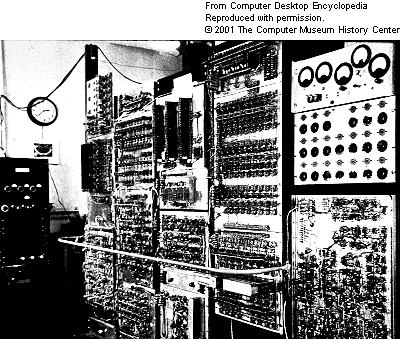 From Computer Desktop Encyclopedia
Reproduced with permission.
© 2001 The Computer Museum History Center